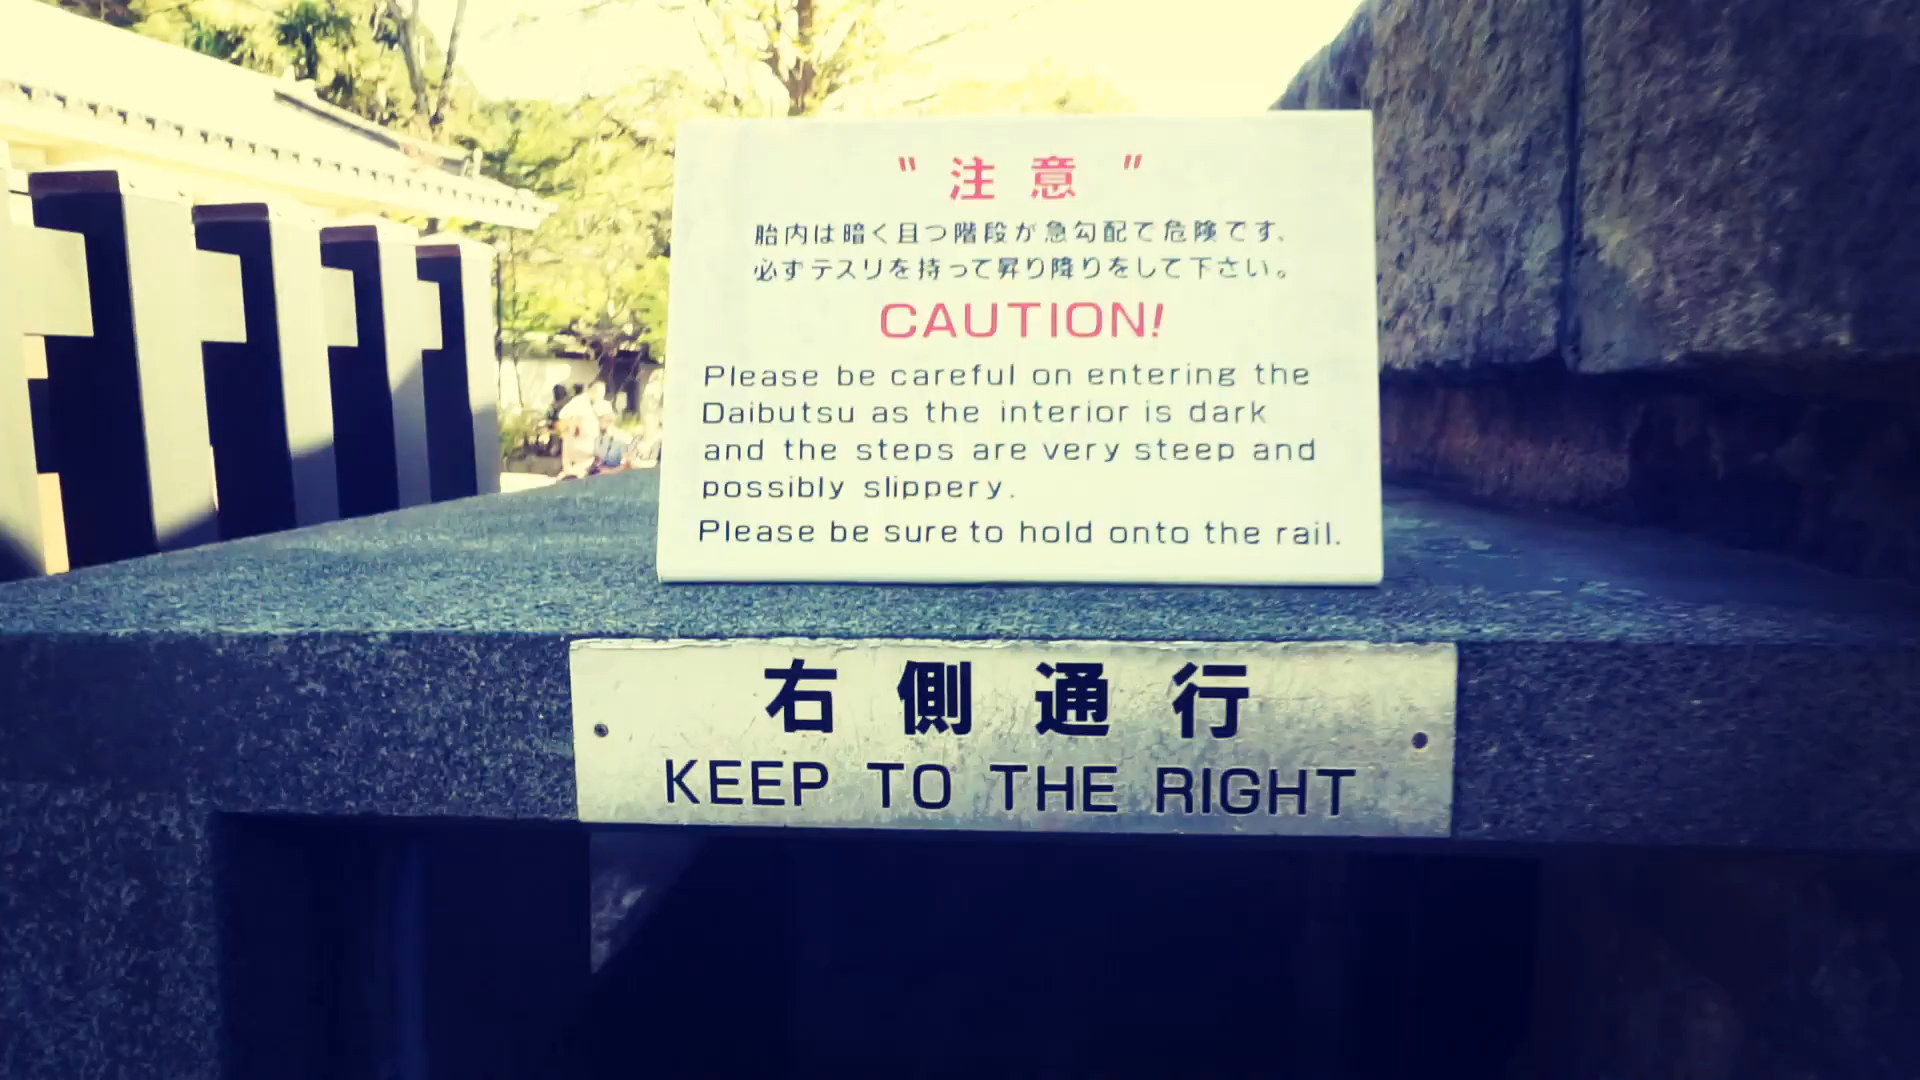 "注意"
胎内は暗く且つ階段が急勾配で危険です、
必ずテスリを持って昇り降りをして下さい。
CAUTION!
Please be careful on entering the
Daibutsu as the interior is dark
and the steps are very steep and
possibly slippery.
Please be sure to hold onto the rail.
右側通行
KEEP TO THE RIGHT